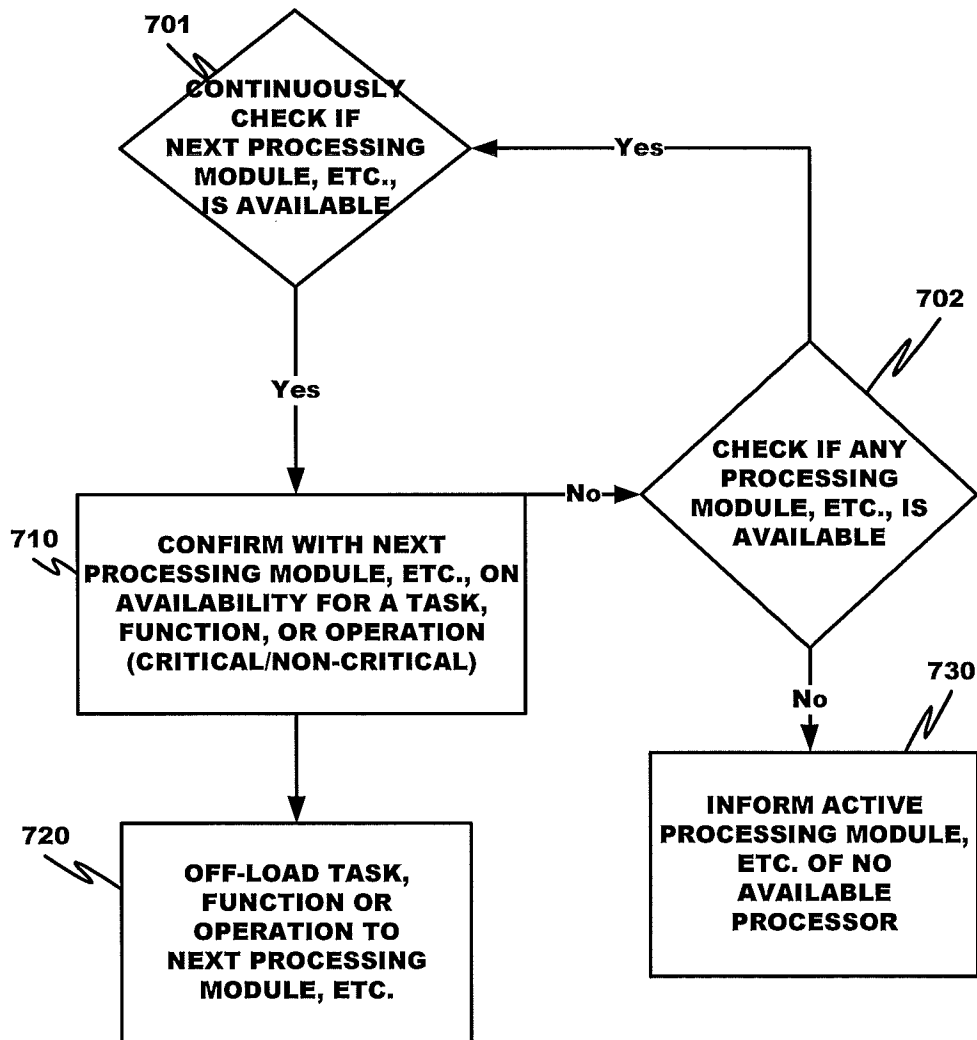 701
CONTINUOUSLY
CHECK IF
NEXT PROCESSING
MODULE, ETC.,
IS AVAILABLE
Yes
702
Yes
CHECK IF ANY
PROCESSING
MODULE, ETC., IS
AVAILABLE
No
710
CONFIRM WITH NEXT
PROCESSING MODULE, ETC., ON
AVAILABILITY FOR A TASK,
FUNCTION, OR OPERATION
(CRITICAL/NON-CRITICAL)
No
730
INFORM ACTIVE
PROCESSING MODULE,
ETC. OF NO
AVAILABLE
PROCESSOR
720
OFF-LOAD TASK,
FUNCTION OR
OPERATION TO
NEXT PROCESSING
MODULE, ETC.